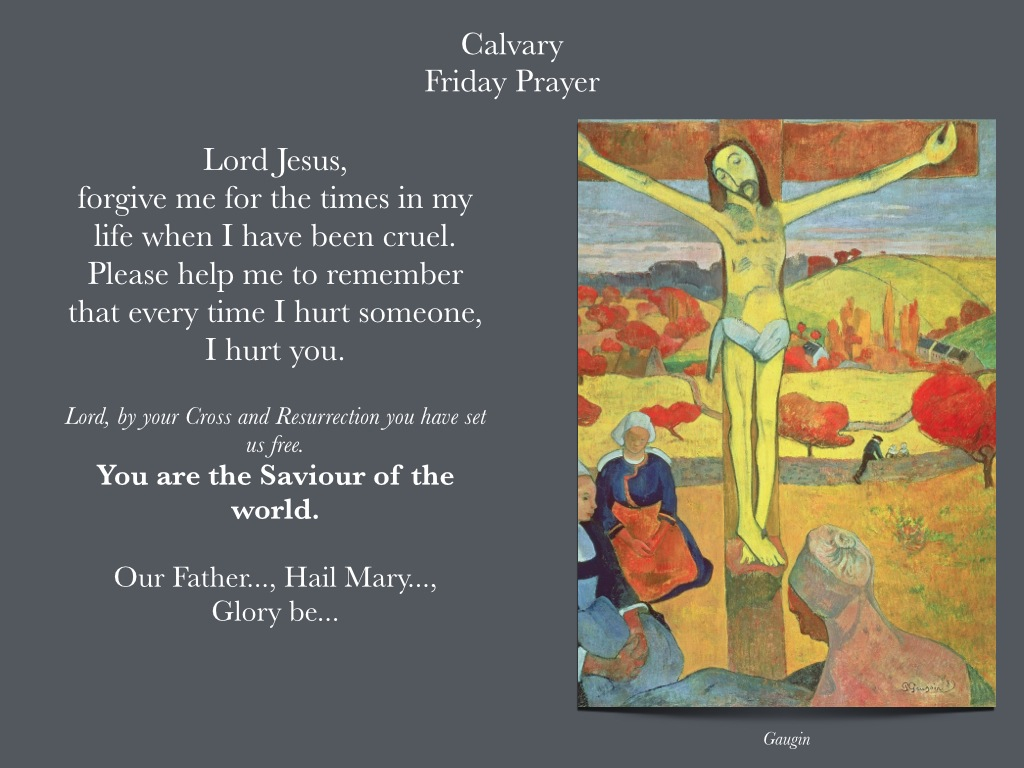 Calvary
Friday Prayer
Lord Jesus,
forgive me for the times in my
life when I have been cruel.
Please help me to remember
that every time I hurt someone,
I hurt you.
Lord, by your Cross and Resurrection you have set
us free.
You are the Saviour of the
world.
Our Father..., Hail Mary...,
Glory be...
P Gauguin
Gaugin